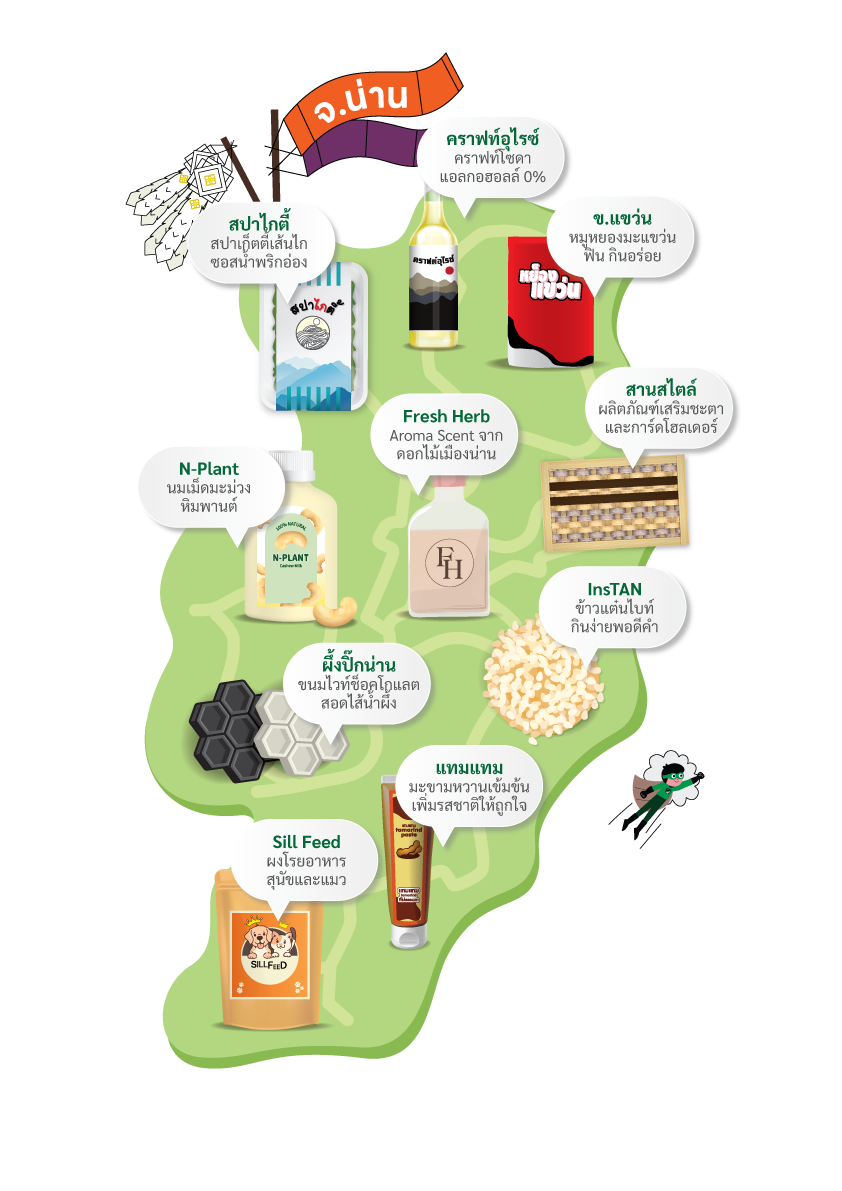 จ.น่าน
คราฟท์อุไรซ์
คราฟท์โซดา
แอลกอฮอลล์ 0%
สปาไกตี้
สปาเก็ตตี้เส้นไก
ซอสน้ำพริกอ่อง
ข.แขว่น
หมูหยองมะแขว่น
ฟิน กินอร่อย
คราฟท์อุไรซ์
หย็อง
แขว่น
สปาไกตี้
สานสไตล์
ผลิตภัณฑ์เสริมชะตา
และการ์ดโฮลเดอร์
Fresh Herb
Aroma Scent จาก
ดอกไม้เมืองน่าน
N-Plant
นมเม็ดมะม่วง
หิมพานต์
100% NATURAL
N-PLANT
Cashew Milk
FH
InsTAN
ข้าวแต๋นไบท์
กินง่ายพอดีคำ
ผึ้งปิ๊กน่าน
ขนมไวท์ช็อคโกแลต
สอดไส้น้ำผึ้ง
แทมแทม
มะขามหวานเข้มข้น
เพิ่มรสชาติให้ถูกใจ
tamarind
paste
แทมแทม
Sill Feed
ผงโรยอาหาร
สุนัขและแมว
SILLFEED